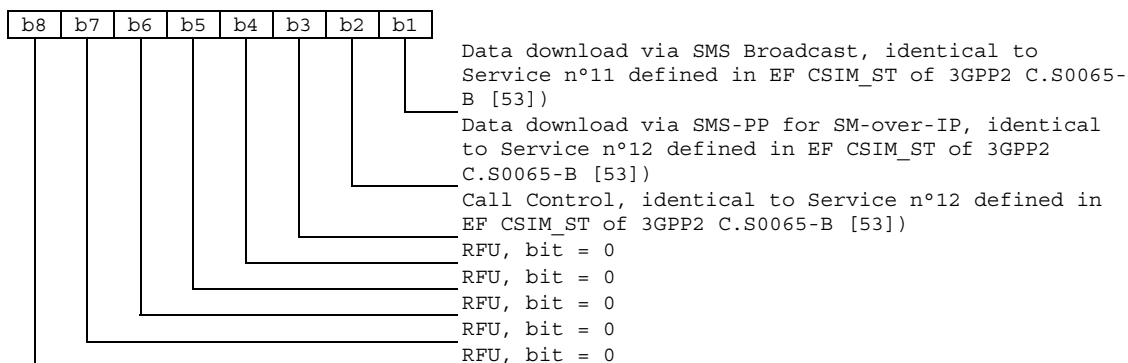 b8 b7 b6 b5 b4 b3 b2 b1
Data download via SMS Broadcast, identical to
Service n°11 defined in EF CSIM_ST of 3GPP2 C.S0065-
B [53])
Data download via SMS-PP for SM-over-IP, identical
to Service n°12 defined in EF CSIM_ST of 3GPP2
C.S0065-B [53])
Call Control, identical to Service n°12 defined in
EF CSIM_ST of 3GPP2 C.S0065-B [53])
RFU, bit = 0
RFU, bit = 0
RFU, bit = 0
RFU, bit = 0
RFU, bit = 0